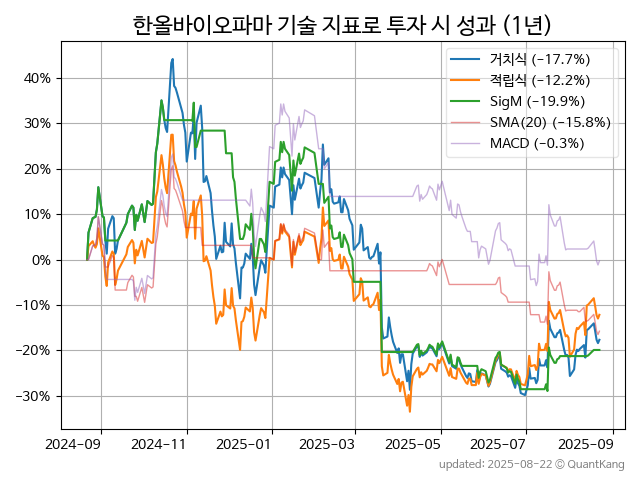 한올바이오파마 기술 지표로 투자 시 성과 (1년)
거치식 (−17.7%)
적립식 (−12.2%)
SigM (−19.9%)
SMA(20) (−15.8%)
MACD (−0.3%)
40%
30%
20%
10%
0%
−10%
−20%
−30%
2024-09 2024-11 2025-01 2025-03 2025-05 2025-07 2025-09
updated: 2025-08-22 © QuantKang